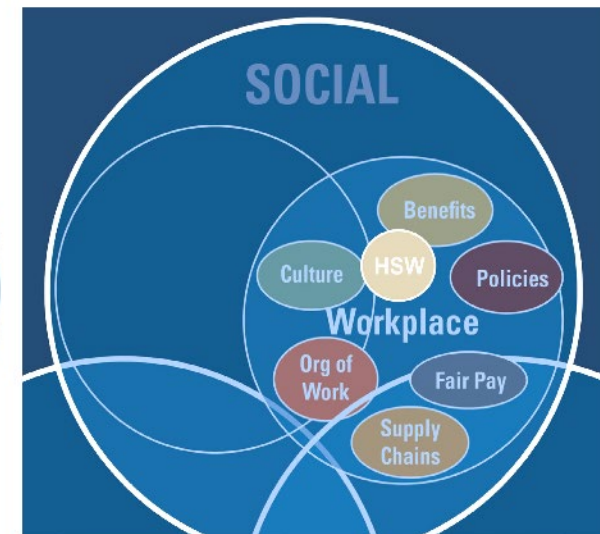 SOCIAL
Benefits
Culture
HSW
Policies
Workplace
Org of
Work
Fair Pay
Supply
Chains